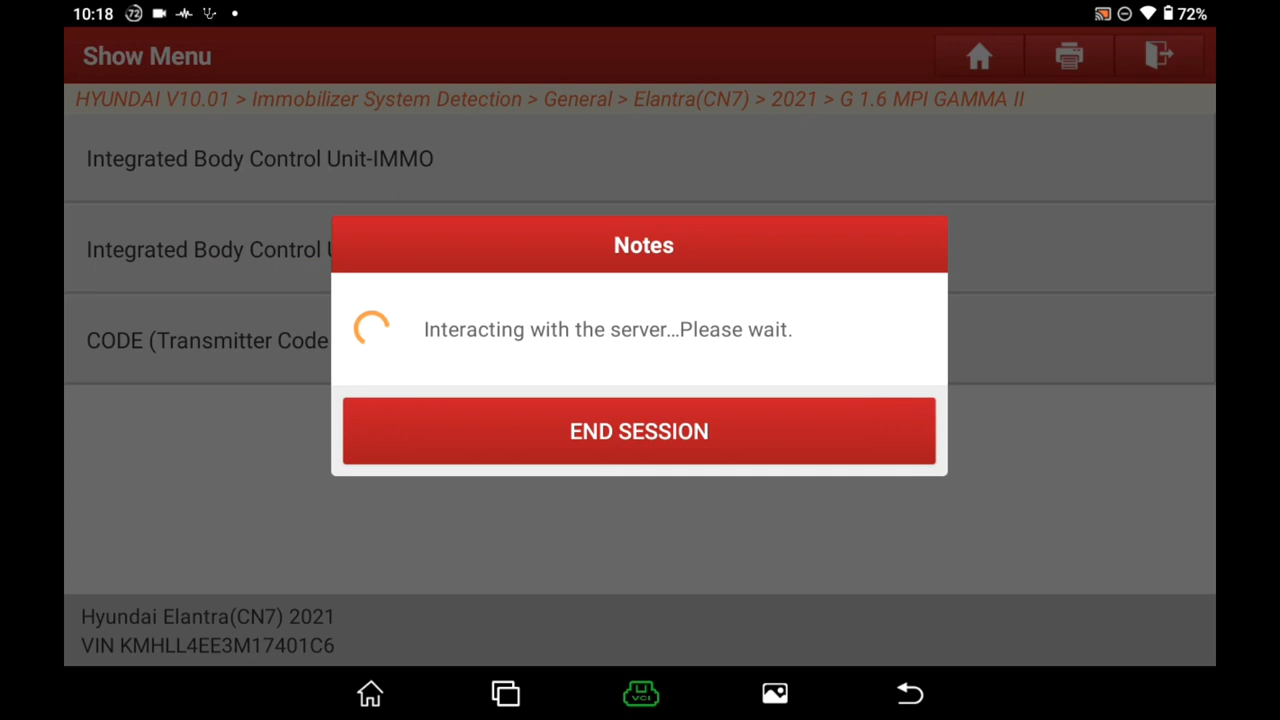 10:18
72
72%
Show Menu
HYUNDAI V10.01 > Immobilizer System Detection > General > Elantra(CN7) > 2021 > G 1.6 MPI GAMMA II
Integrated Body Control Unit-IMMO
Integrated Body Control
CODE (Transmitter Code
Notes
Interacting with the server...Please wait.
END SESSION
Hyundai Elantra(CN7) 2021
VIN KMHLL4EE3M17401C6
VCI